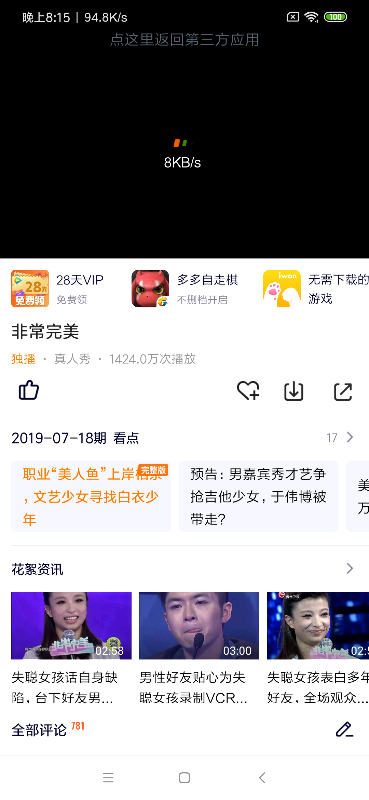 晚上8:15 | 94.8K/s
100
点这里返回第三方应用
8KB/s
28天
免费领
28天VIP
免费领
多多自走棋
不删档开启
无需下载的
游戏
非常完美
独播 · 真人秀 · 1424.0万次播放
2019-07-18期 看点
17
职业“美人鱼”上岸相亲
完整版
，文艺少女寻找白衣少
年
预告：男嘉宾秀才艺争
抢吉他少女，于伟博被
带走？
美
万
花絮资讯
02:58
03:00
02:5
失聪女孩话自身缺
陷，台下好友男...
男性好友贴心为失
聪女孩录制VCR...
失聪女孩表白多年
好友，全场观众...
全部评论 781